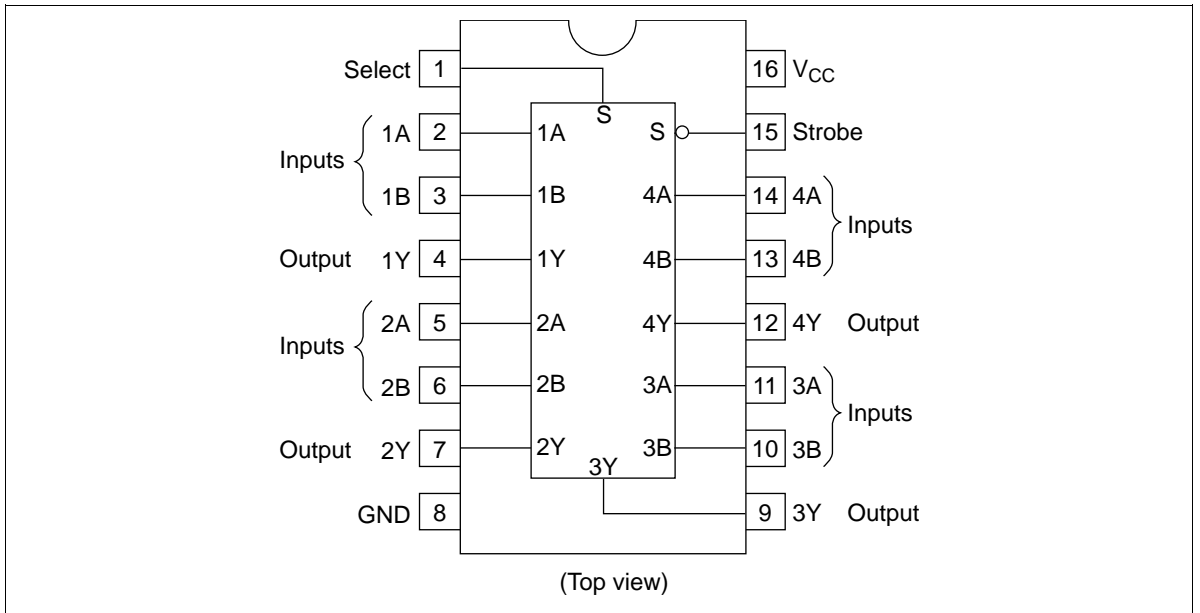 Select 1 S 16 VCC
1A 2 1A S 15 Strobe
Inputs
1B 3 1B 4A 14 4A
Inputs
Output 1Y 4 1Y 4B 13 4B
2A 5 2A 4Y 12 4Y Output
Inputs
2B 6 2B 3A 11 3A
Inputs
Output 2Y 7 2Y 3B 10 3B
3Y
GND 8 9 3Y Output
(Top view)